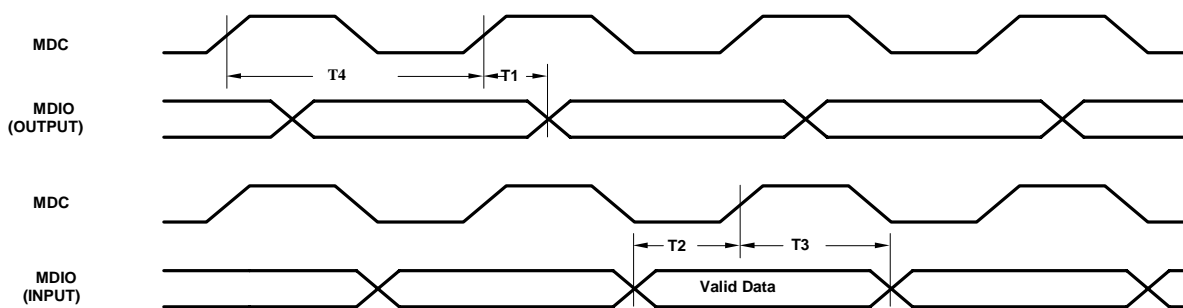 MDC
T4
T1
MDIO
(OUTPUT)
MDC
T2
T3
MDIO
(INPUT)
Valid Data